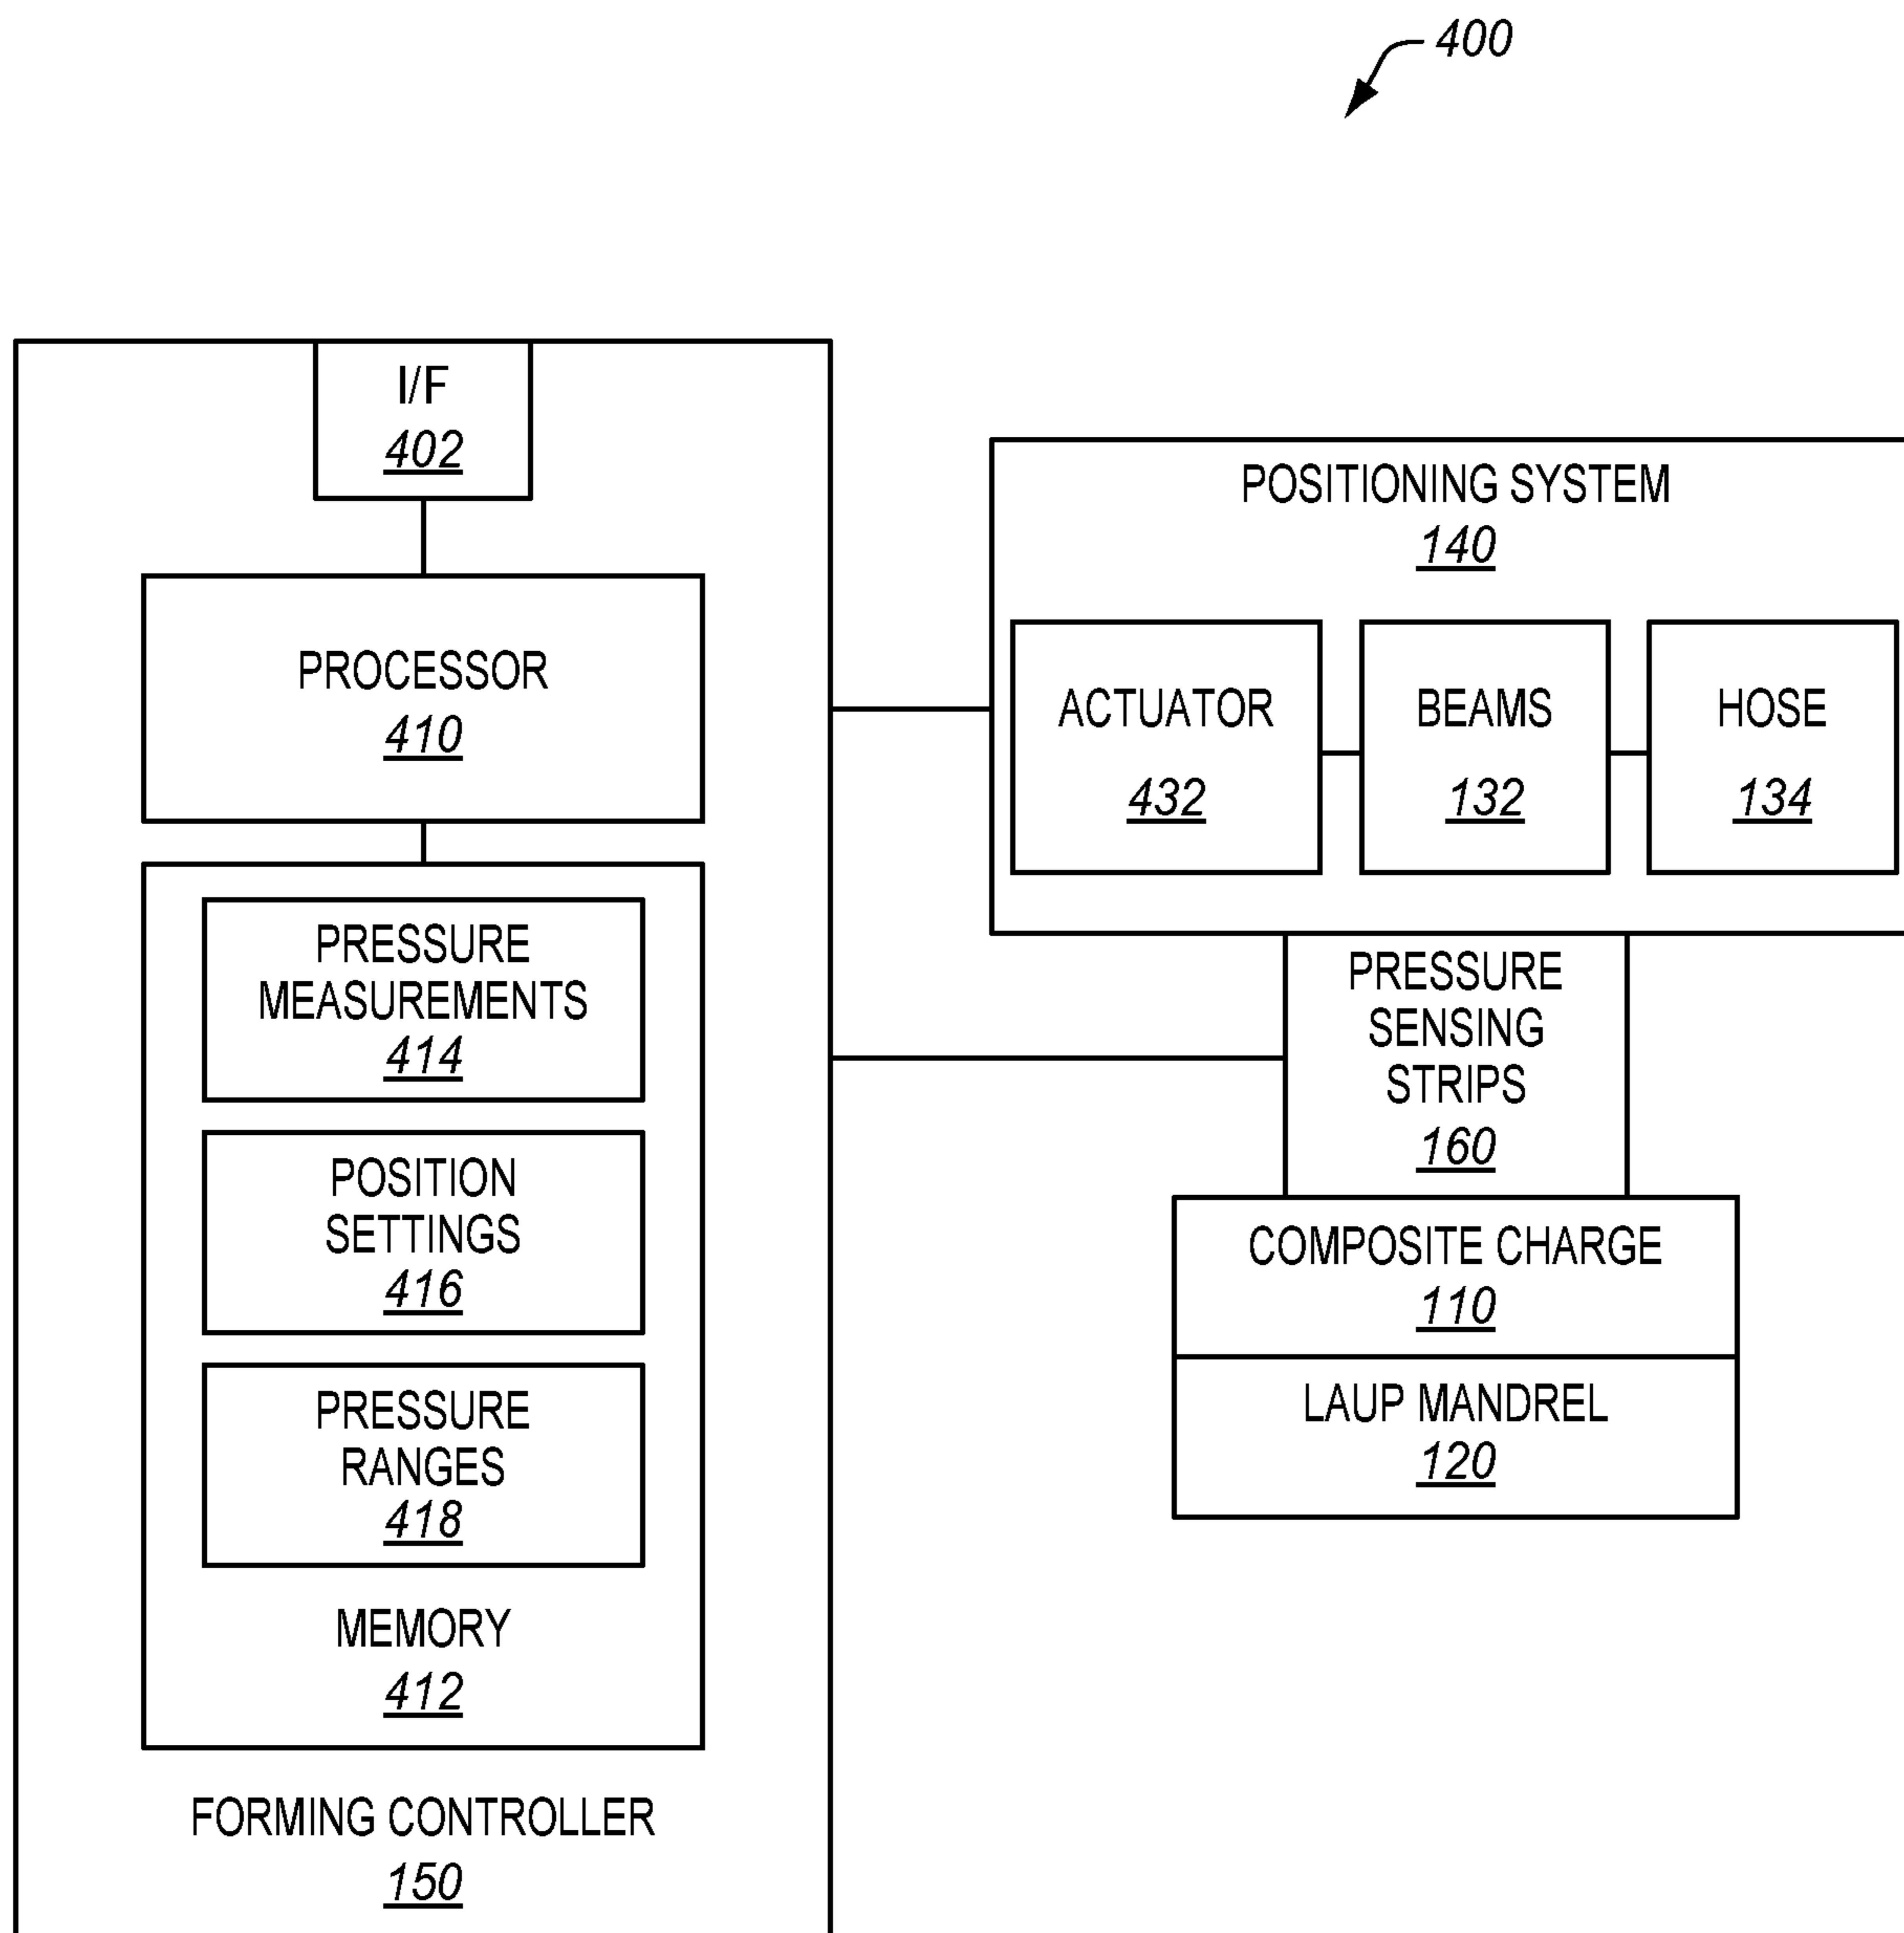 400
I/F
402
PROCESSOR
410
PRESSURE
MEASUREMENTS
414
POSITION
SETTINGS
416
PRESSURE
RANGES
418
MEMORY
412
FORMING CONTROLLER
150
POSITIONING SYSTEM
140
ACTUATOR
432
BEAMS
132
HOSE
134
PRESSURE
SENSING
STRIPS
160
COMPOSITE CHARGE
110
LAUP MANDREL
120